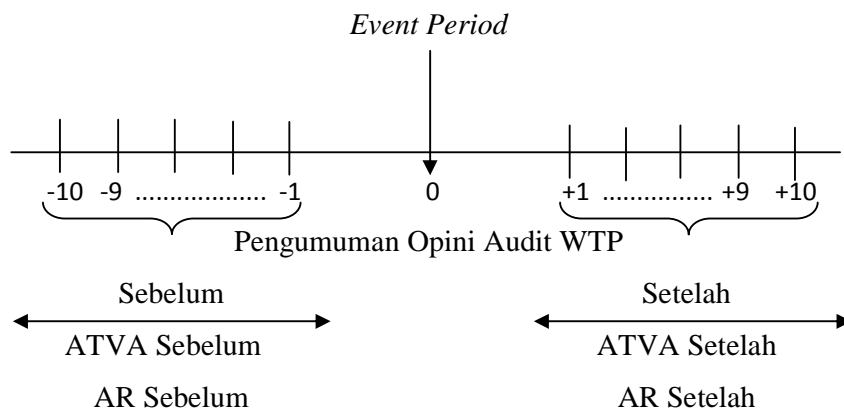 Event Period
-10 -9 ................... -1 0 +1 ............... +9 +10
Pengumuman Opini Audit WTP
Sebelum Setelah
ATVA Sebelum ATVA Setelah
AR Sebelum AR Setelah